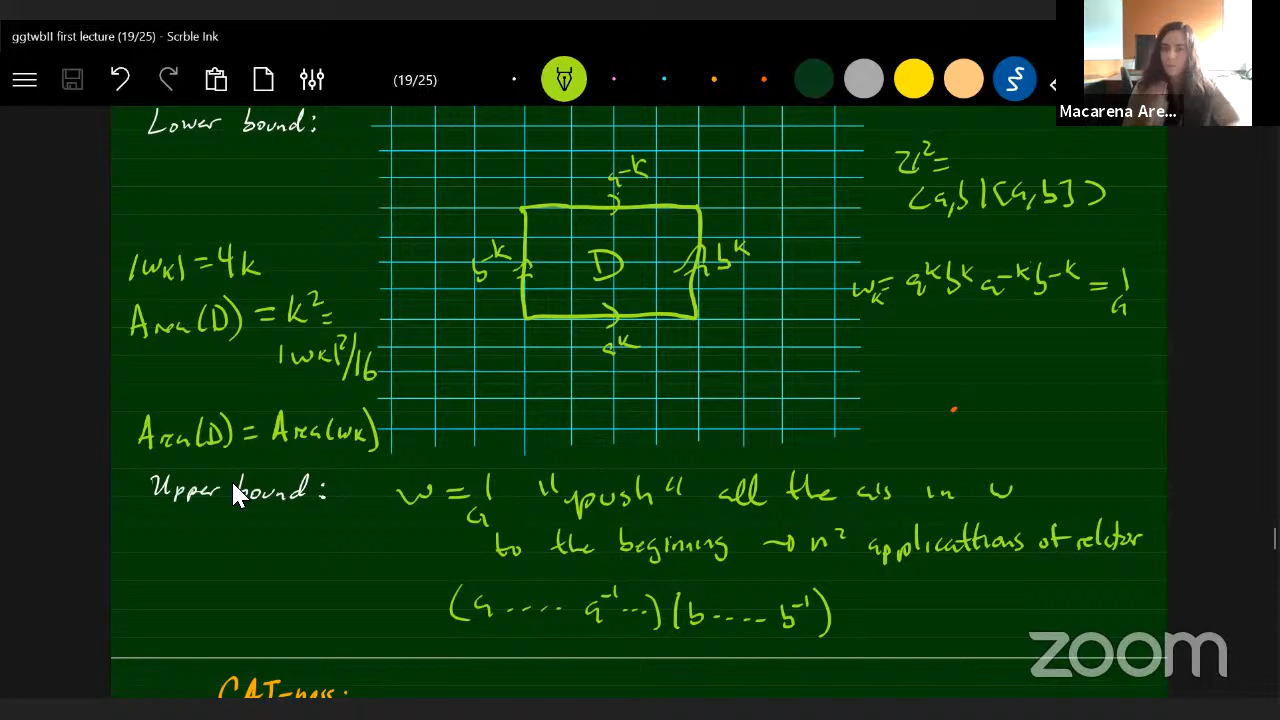 ggtwbII first lecture (19/25) - Scrble Ink
(19/25)
Macarena Are...
Lower bound:
a^-k
ℤ²=
⟨a,b|[a,b]⟩
b^-k
D
b^k
|w_k|=4k
w_k= a^k b^k a^-k b^-k = 1
G
Area(D) = k² =
|w_k|²/16
a^k
Area(D) = Area(w_k)
Upper bound:
w = 1 "push" all the a's in w
G
to the beginning → n² applications of relator
(a .... a^-1 ...)(b .... b^-1)
zoom
CAT-ness: